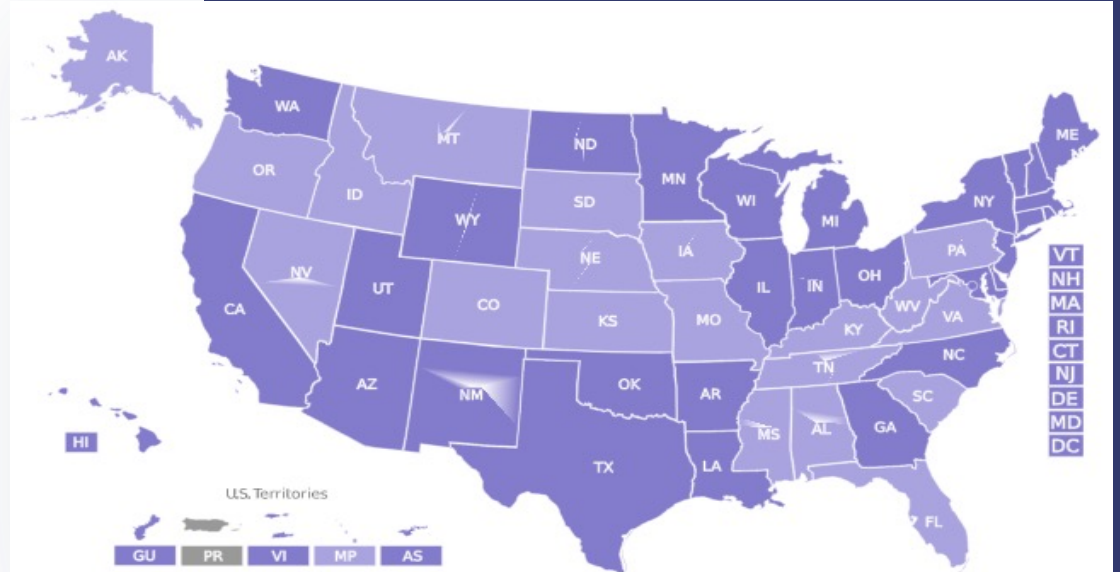 AK
WA
MT
ND
MN
ME
OR
ID
WY
SD
WI
MI
NY
NV
UT
CO
NE
IA
IL
IN
OH
PA
VT
NH
MA
RI
CT
NJ
DE
MD
DC
CA
AZ
NM
KS
MO
KY
WV
VA
OK
AR
TN
NC
SC
TX
LA
MS
AL
GA
FL
HI
U.S. Territories
GU
PR
VI
MP
AS